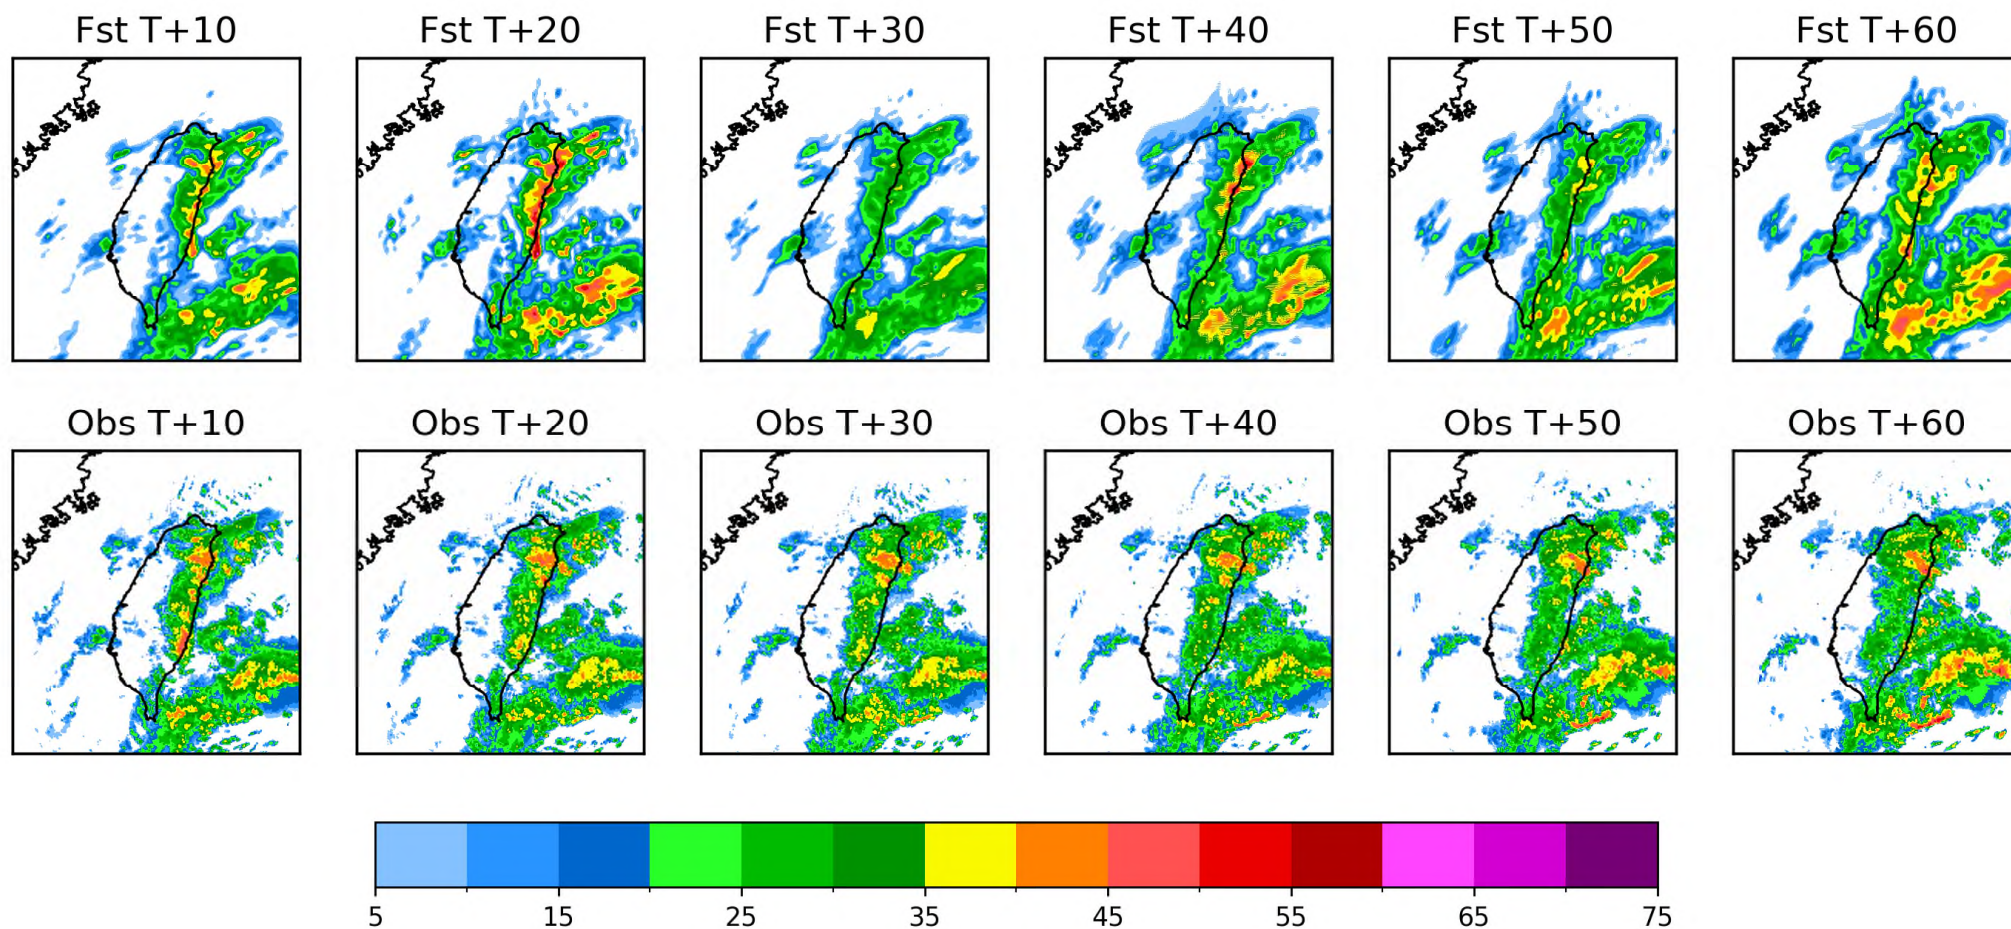 Fst T+10 Fst T+20 Fst T+30 Fst T+40 Fst T+50 Fst T+60
Obs T+10 Obs T+20 Obs T+30 Obs T+40 Obs T+50 Obs T+60
5 15 25 35 45 55 65 75